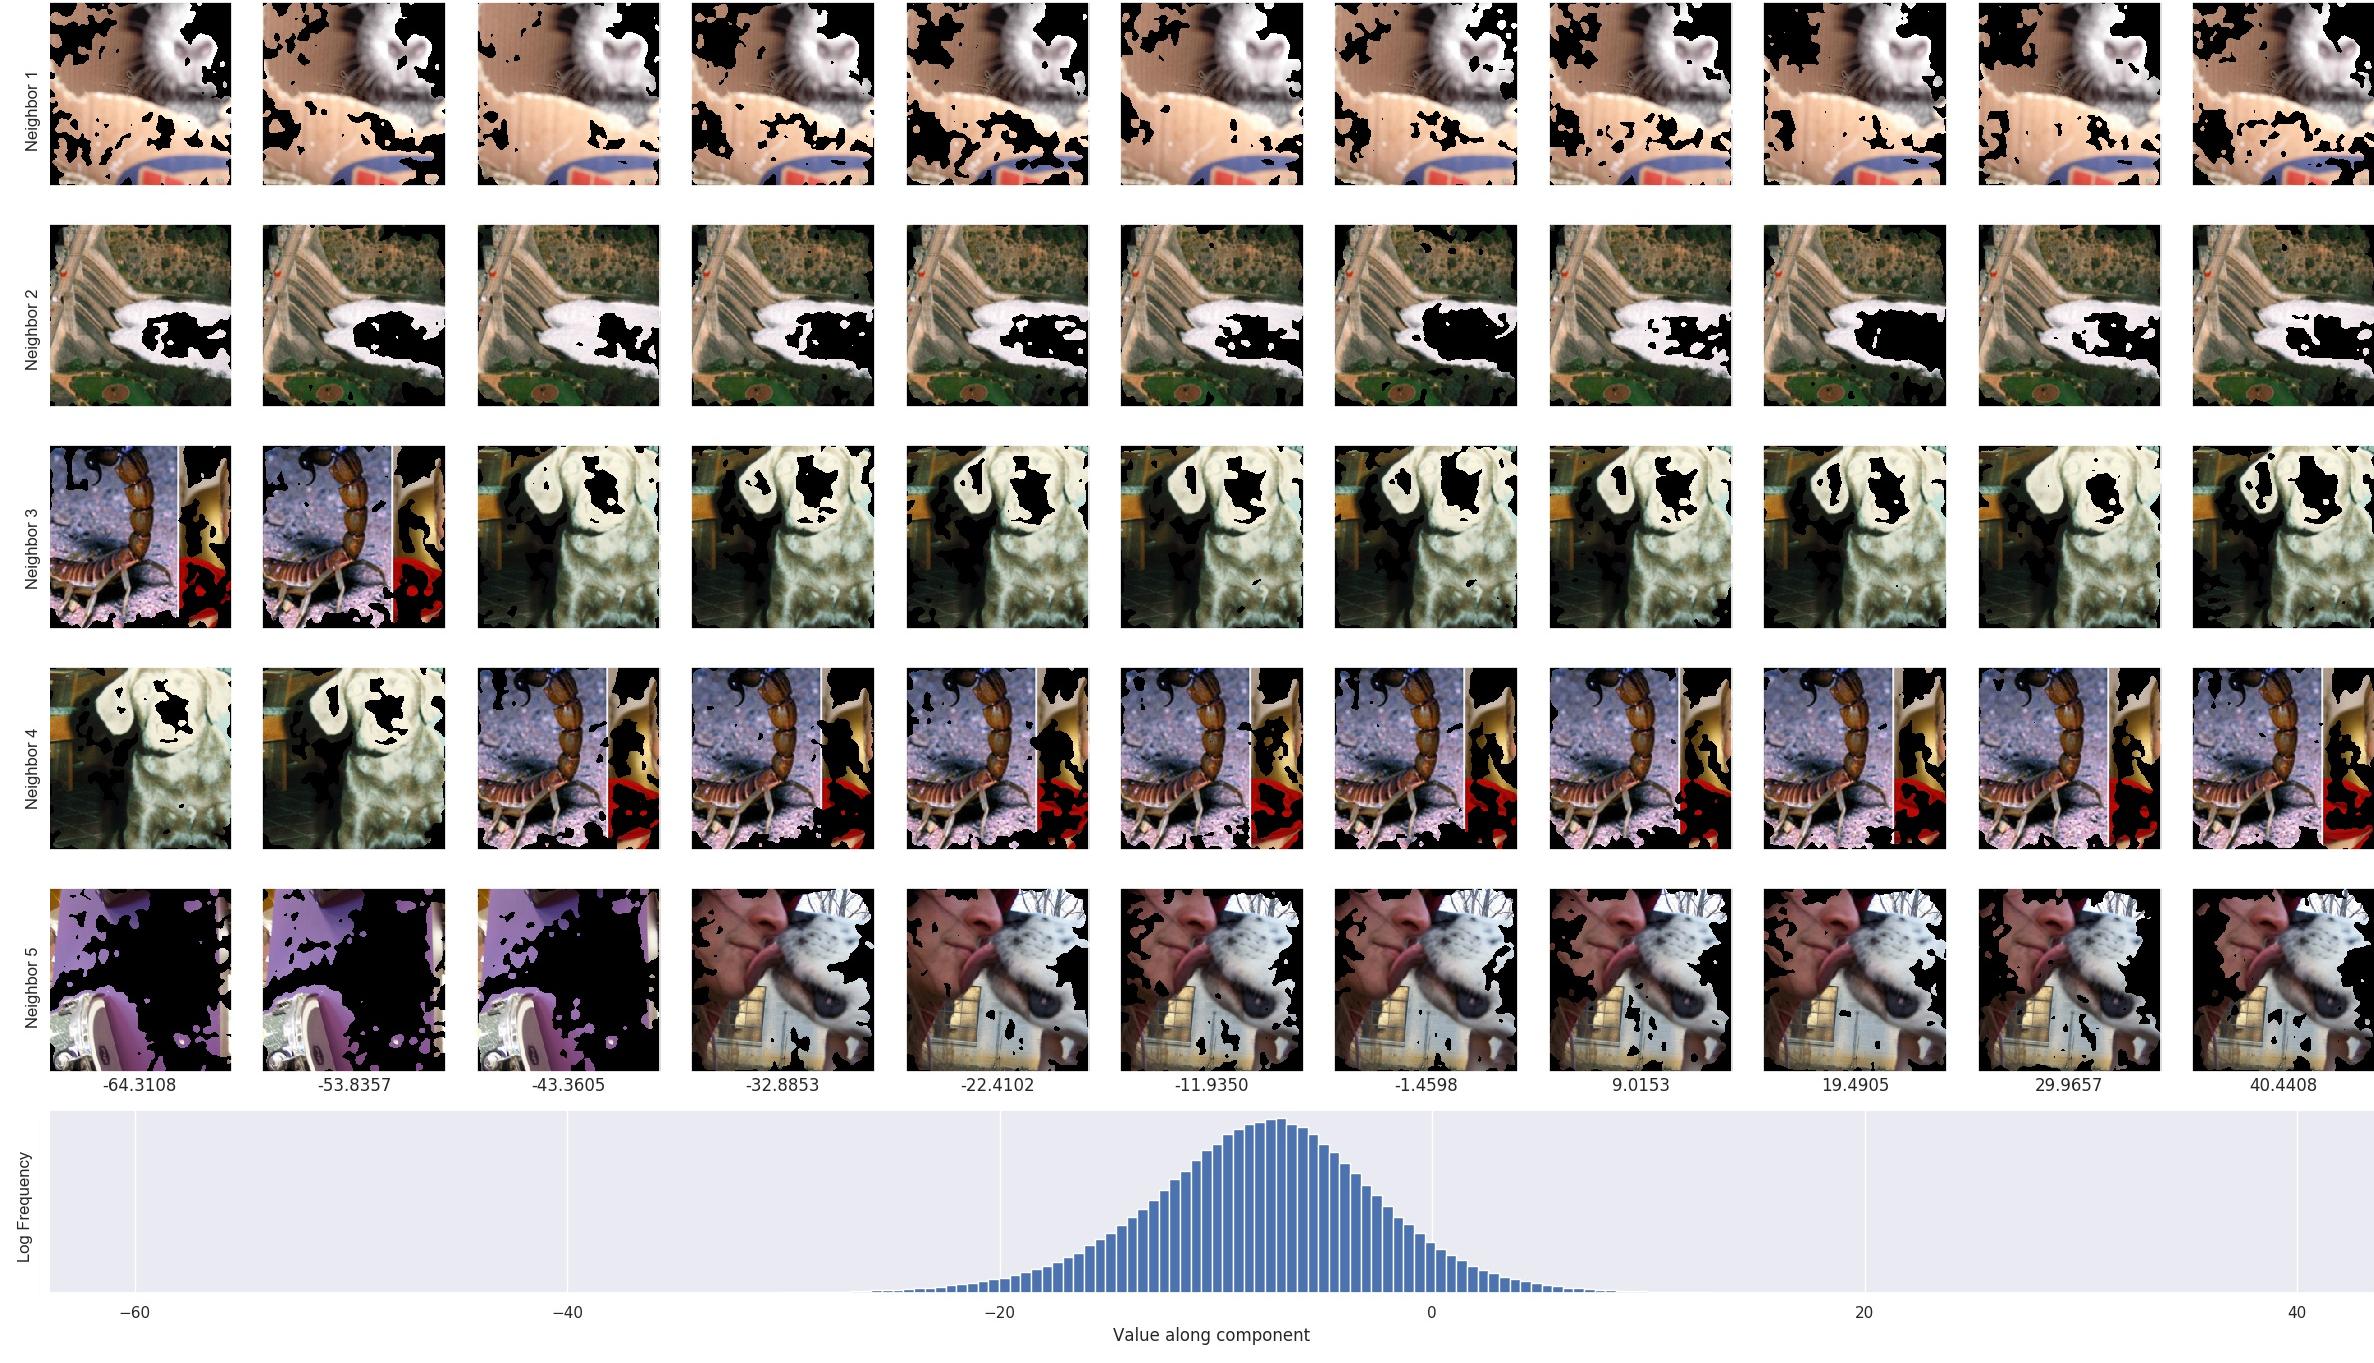 Neighbor 1
Neighbor 2
Neighbor 3
Neighbor 4
Neighbor 5
-64.3108 -53.8357 -43.3605 -32.8853 -22.4102 -11.9350 -1.4598 9.0153 19.4905 29.9657 40.4408
Log Frequency
−60 −40 −20 0 20 40
Value along component